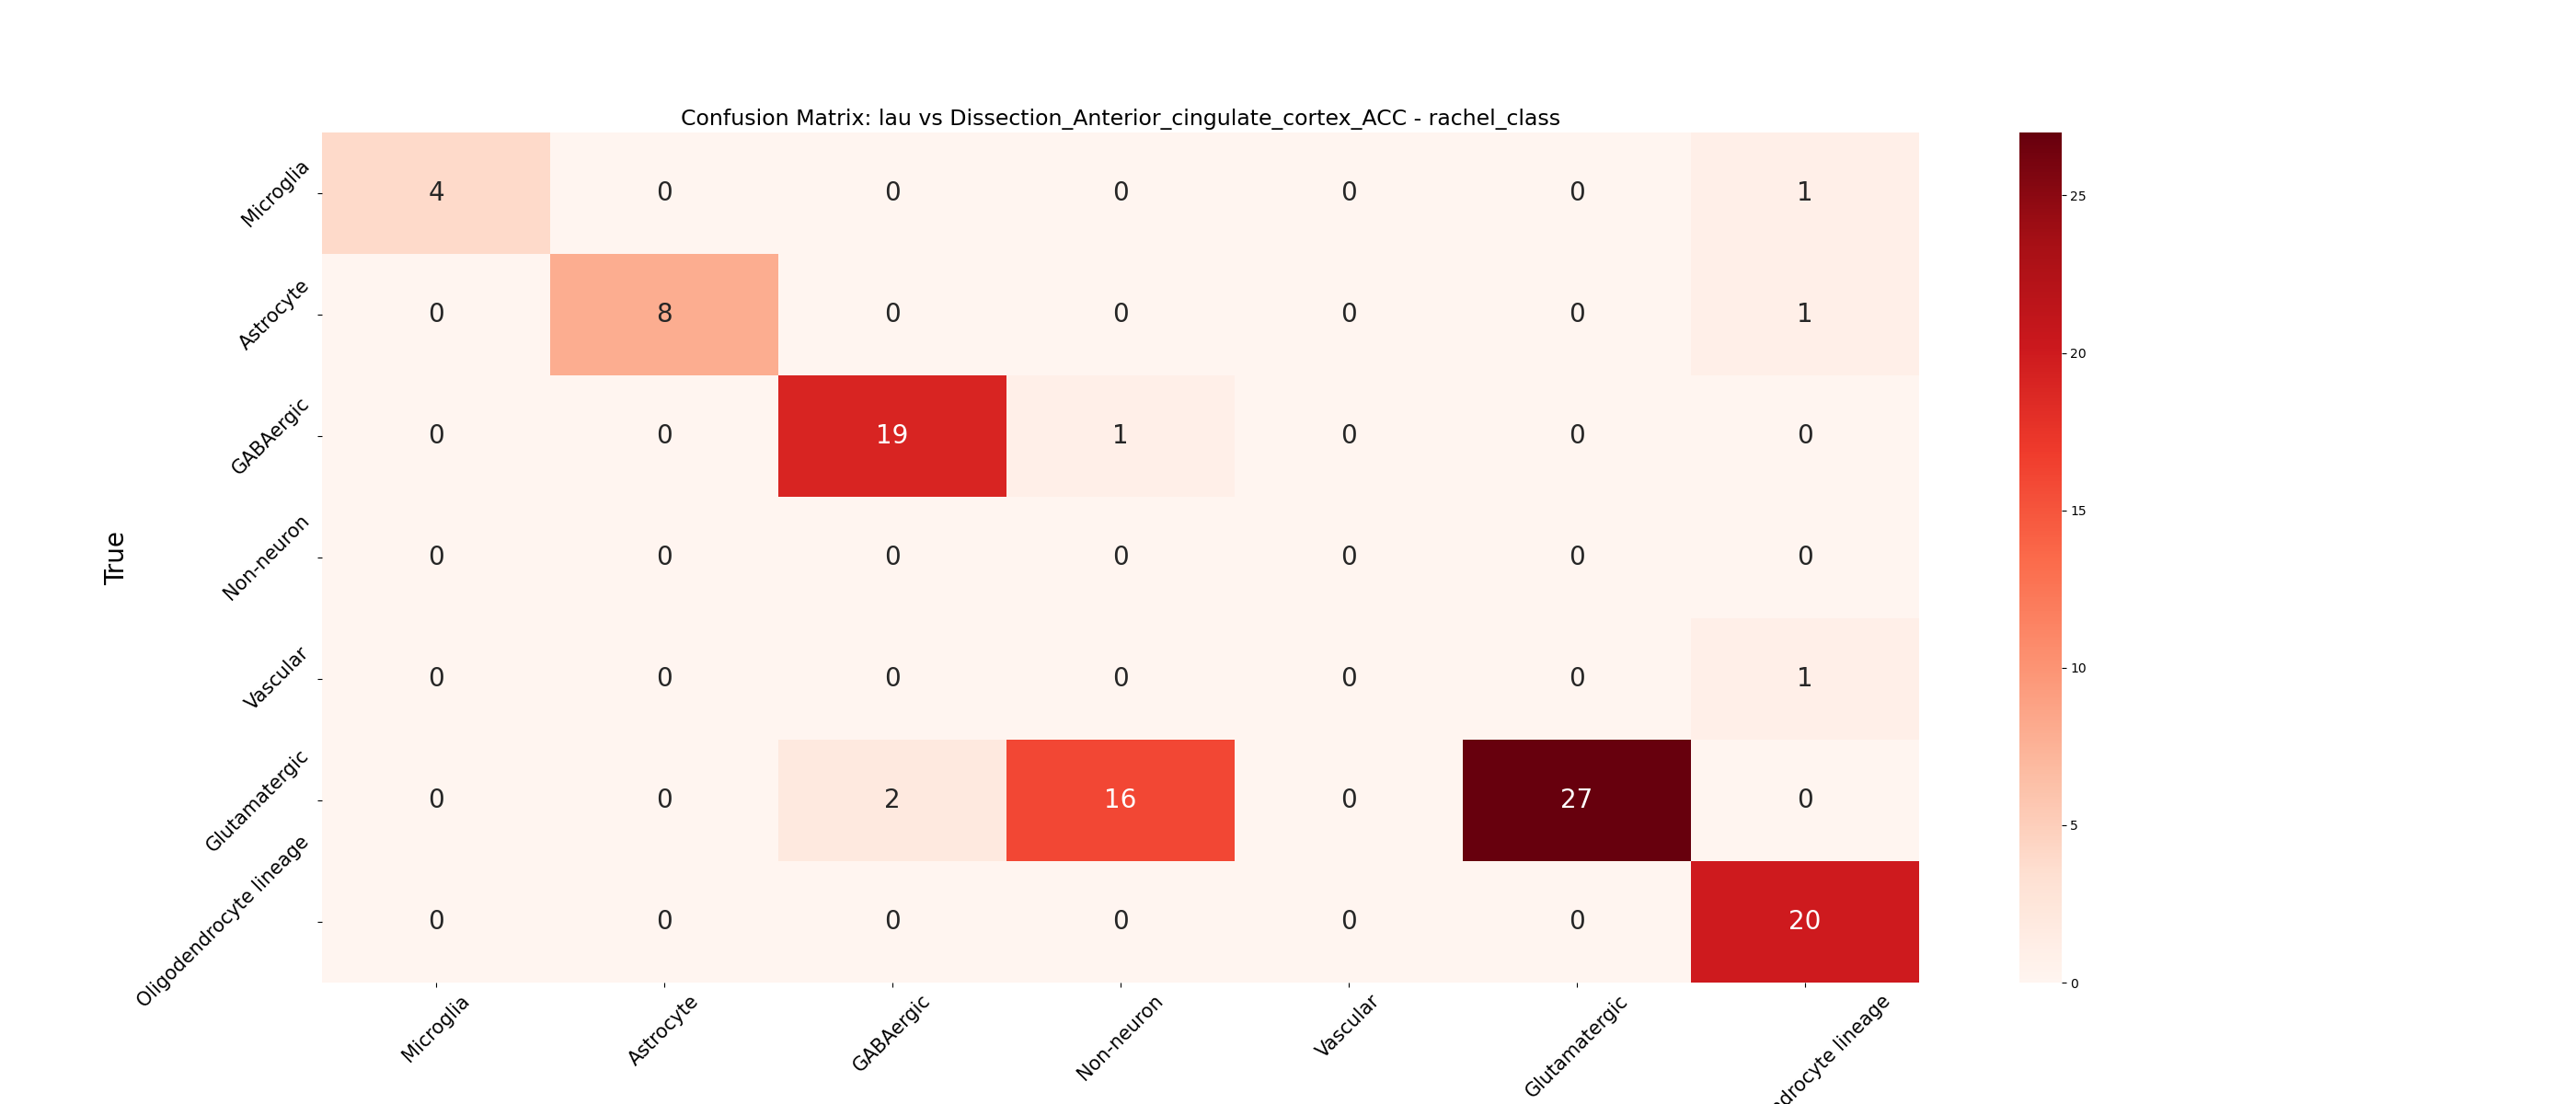 Confusion Matrix: lau vs Dissection_Anterior_cingulate_cortex_ACC - rachel_class
True
Microglia 4 0 0 0 0 0 1
Astrocyte 0 8 0 0 0 0 1
GABAergic 0 0 19 1 0 0 0
Non-neuron 0 0 0 0 0 0 0
Vascular 0 0 0 0 0 0 1
Glutamatergic 0 0 2 16 0 27 0
Oligodendrocyte lineage 0 0 0 0 0 0 20
Microglia Astrocyte GABAergic Non-neuron Vascular Glutamatergic drocyte lineage
25
20
15
10
5
0